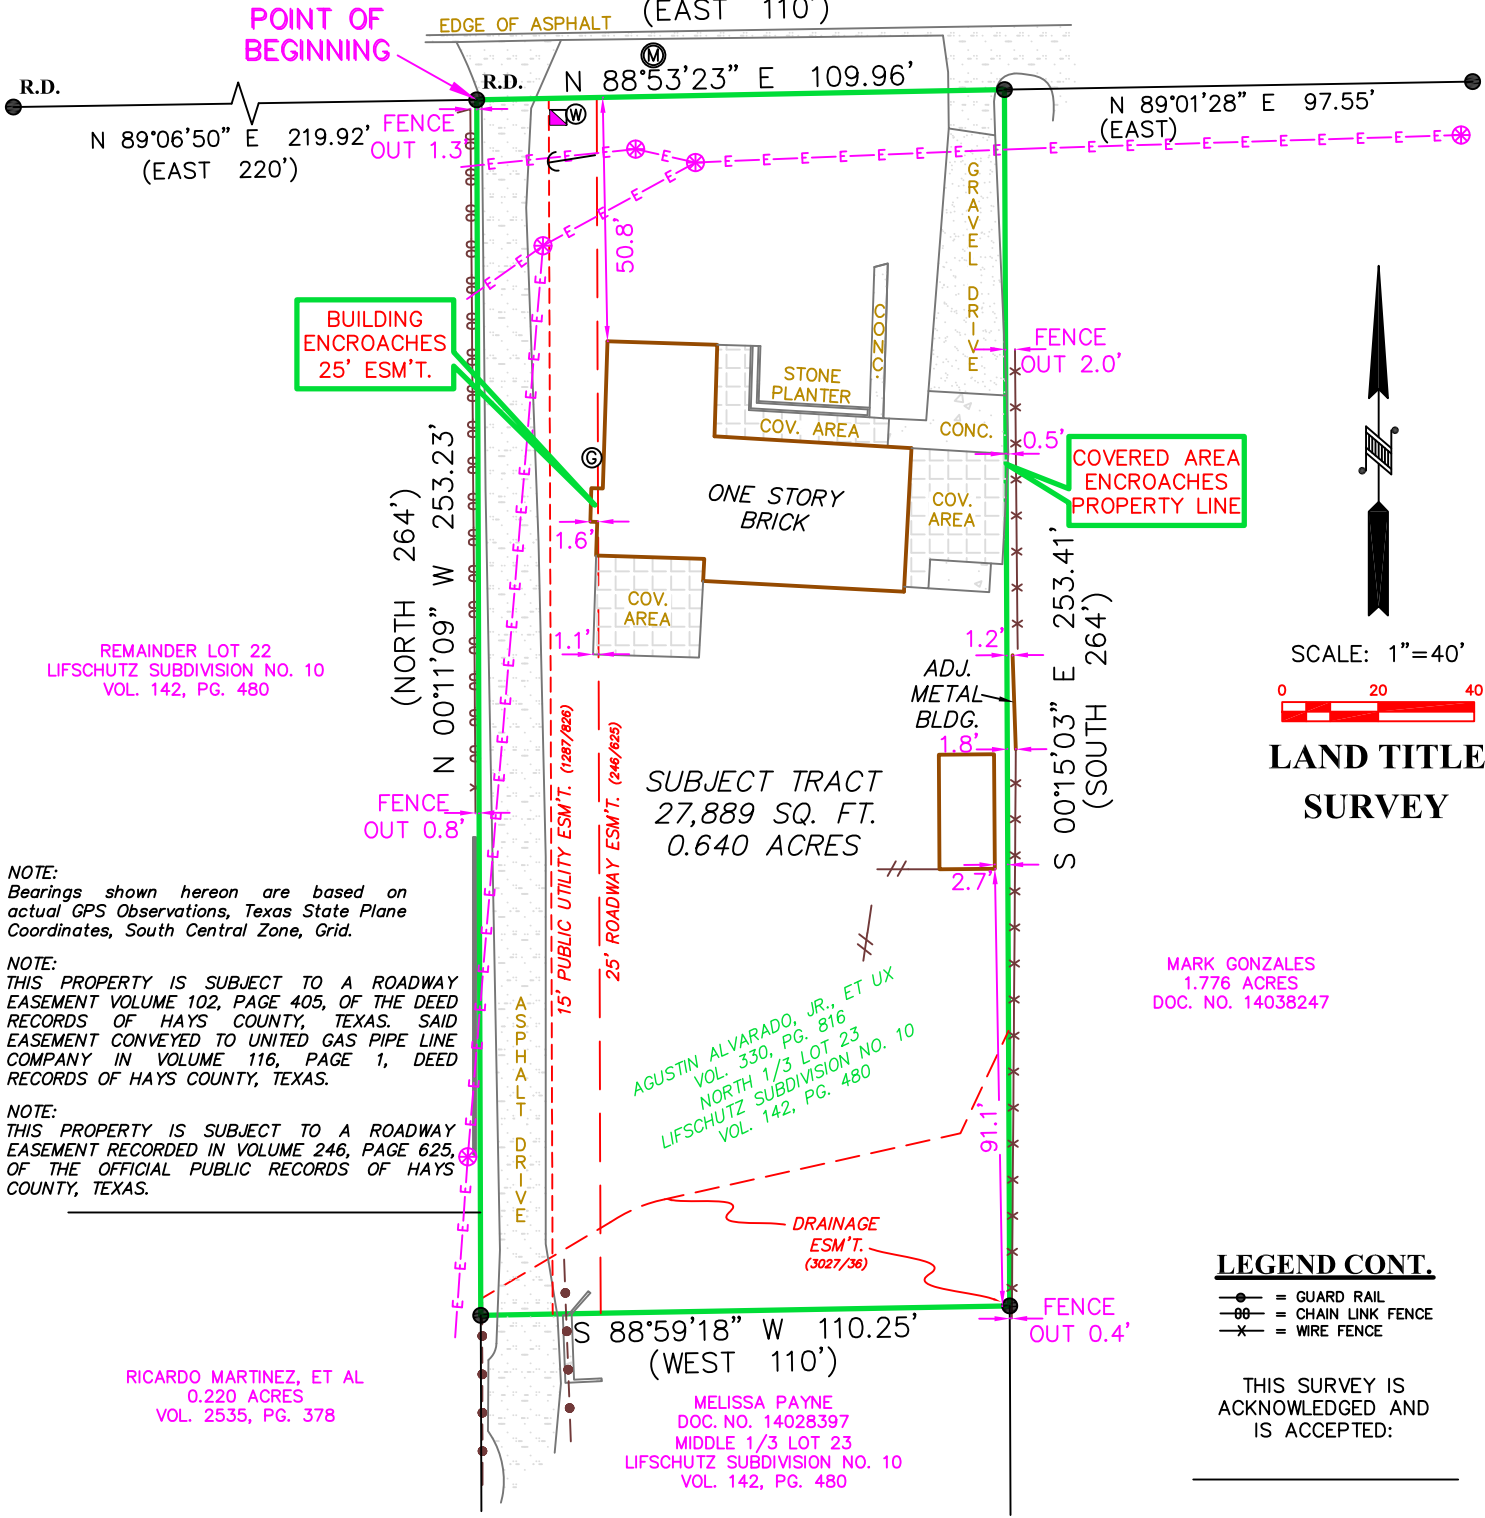 (EAST 110')
EDGE OF ASPHALT
POINT OF
BEGINNING
R.D.
R.D.
M
N 88°53'23" E 109.96'
N 89°06'50" E 219.92'
(EAST 220')
N 89°01'28" E 97.55'
(EAST)
FENCE
OUT 1.3'
W
50.8'
GRAVEL DRIVE
CONC.
BUILDING
ENCROACHES
25' ESM'T.
STONE
PLANTER
COV. AREA
CONC.
FENCE
OUT 2.0'
0.5'
COVERED AREA
ENCROACHES
PROPERTY LINE
G
ONE STORY
BRICK
COV.
AREA
1.6'
COV.
AREA
1.1'
1.2'
(NORTH 264')
N 00°11'09" W 253.23'
S 00°15'03" E 253.41'
(SOUTH 264')
ADJ.
METAL
BLDG.
1.8'
SCALE: 1"=40'
0 20 40
LAND TITLE
SURVEY
REMAINDER LOT 22
LIFSCHUTZ SUBDIVISION NO. 10
VOL. 142, PG. 480
15' PUBLIC UTILITY ESM'T. (1287/826)
25' ROADWAY ESM'T. (246/625)
SUBJECT TRACT
27,889 SQ. FT.
0.640 ACRES
FENCE
OUT 0.8'
2.7'
NOTE:
Bearings shown hereon are based on
actual GPS Observations, Texas State Plane
Coordinates, South Central Zone, Grid.
NOTE:
THIS PROPERTY IS SUBJECT TO A ROADWAY
EASEMENT VOLUME 102, PAGE 405, OF THE DEED
RECORDS OF HAYS COUNTY, TEXAS. SAID
EASEMENT CONVEYED TO UNITED GAS PIPE LINE
COMPANY IN VOLUME 116, PAGE 1, DEED
RECORDS OF HAYS COUNTY, TEXAS.
NOTE:
THIS PROPERTY IS SUBJECT TO A ROADWAY
EASEMENT RECORDED IN VOLUME 246, PAGE 625,
OF THE OFFICIAL PUBLIC RECORDS OF HAYS
COUNTY, TEXAS.
ASPHALT DRIVE
AGUSTIN ALVARADO, JR., ET UX
VOL. 330, PG. 816
NORTH 1/3 LOT 23
LIFSCHUTZ SUBDIVISION NO. 10
VOL. 142, PG. 480
91.1'
MARK GONZALES
1.776 ACRES
DOC. NO. 14038247
DRAINAGE
ESM'T.
(3027/36)
FENCE
OUT 0.4'
S 88°59'18" W 110.25'
(WEST 110')
RICARDO MARTINEZ, ET AL
0.220 ACRES
VOL. 2535, PG. 378
MELISSA PAYNE
DOC. NO. 14028397
MIDDLE 1/3 LOT 23
LIFSCHUTZ SUBDIVISION NO. 10
VOL. 142, PG. 480
LEGEND CONT.
= GUARD RAIL
= CHAIN LINK FENCE
= WIRE FENCE
THIS SURVEY IS
ACKNOWLEDGED AND
IS ACCEPTED: